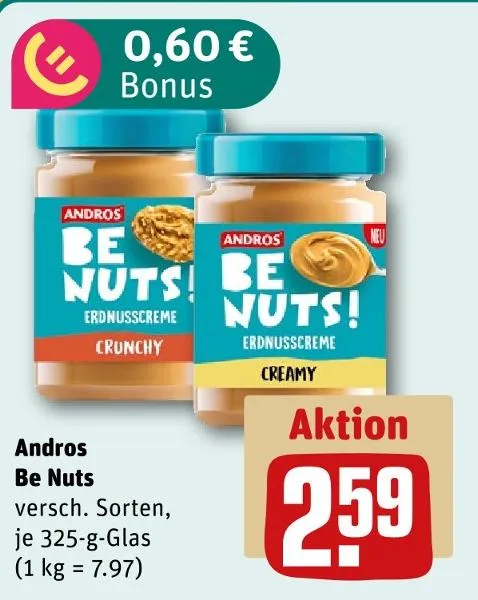 0,60 €
Bonus
ANDROS
BE
NUTS!
ERDNUSSCREME
CRUNCHY
ANDROS
NEU
BE
NUTS!
ERDNUSSCREME
CREAMY
Andros
Be Nuts
versch. Sorten,
je 325-g-Glas
(1 kg = 7.97)
Aktion
2.59